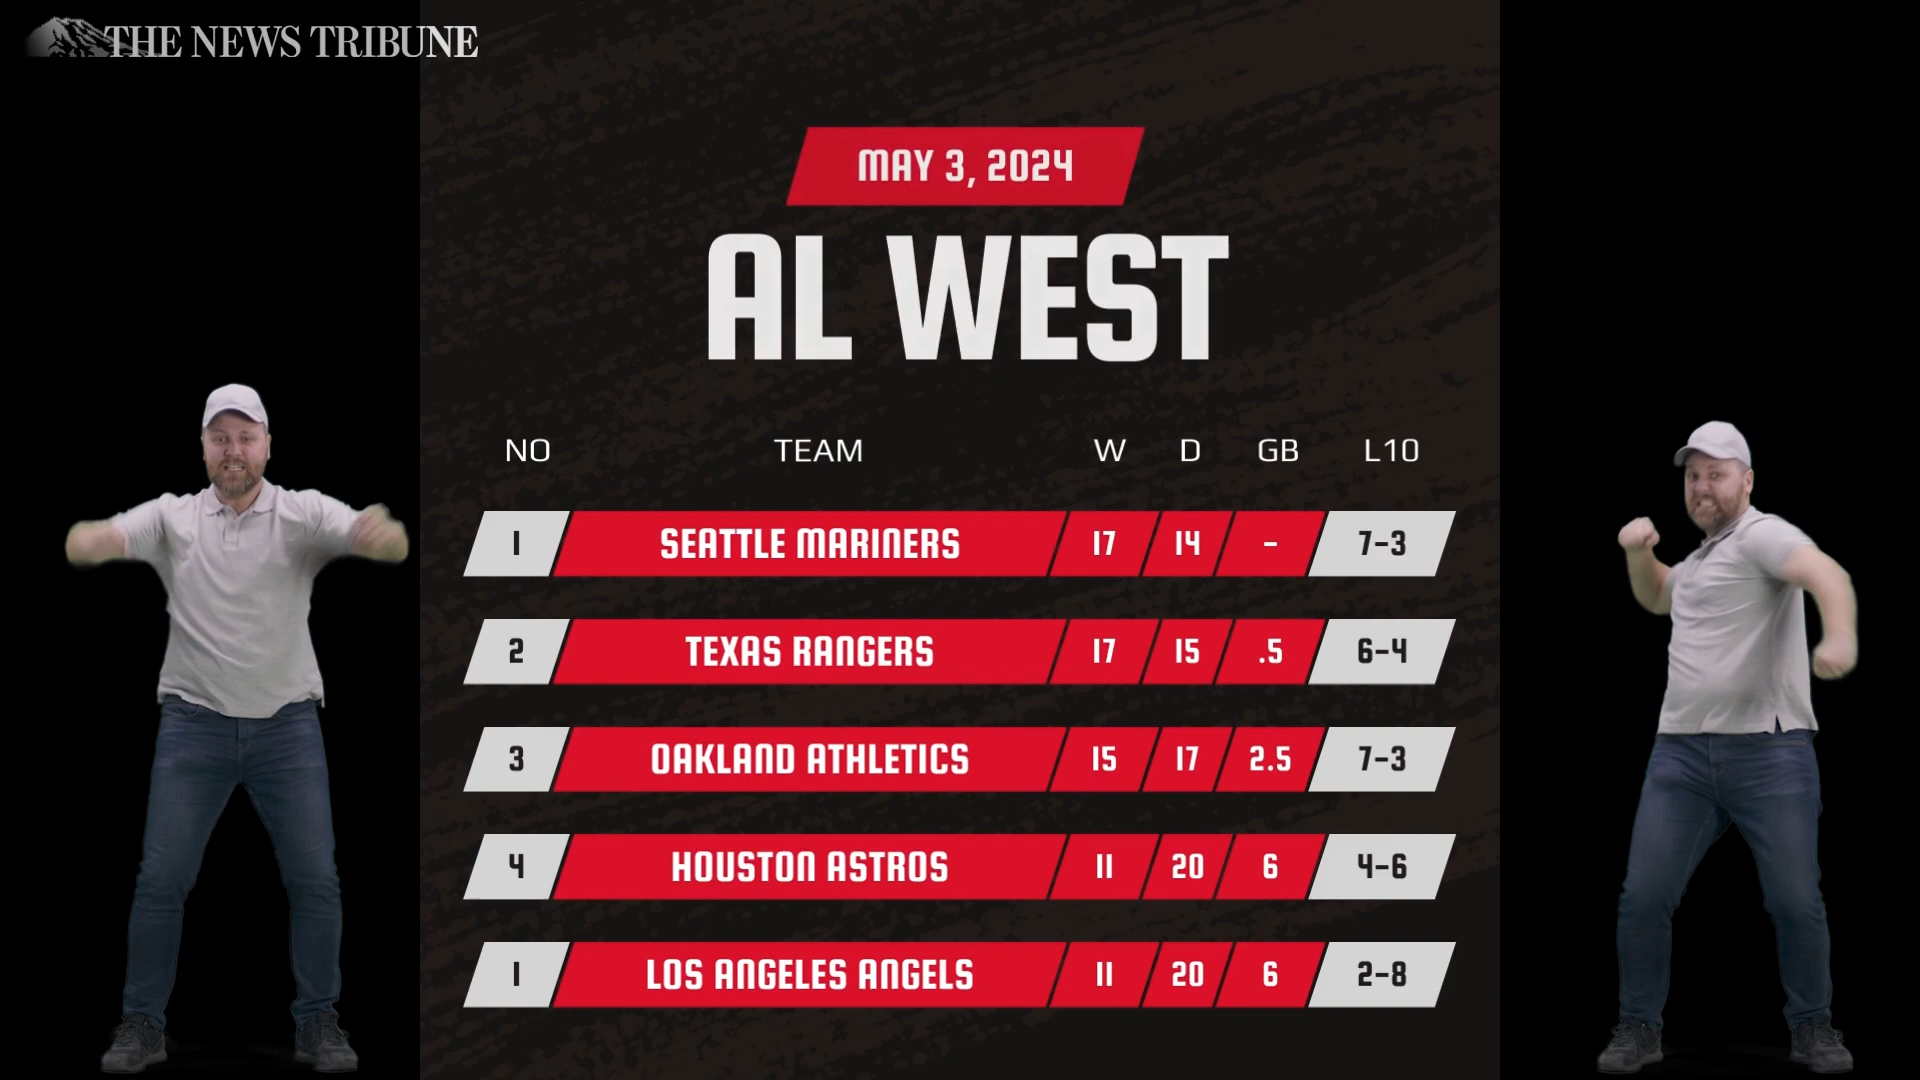 THE NEWS TRIBUNE
MAY 3, 2024
AL WEST
NO TEAM W D GB L10
1 SEATTLE MARINERS 17 14 - 7-3
2 TEXAS RANGERS 17 15 .5 6-4
3 OAKLAND ATHLETICS 15 17 2.5 7-3
4 HOUSTON ASTROS 11 20 6 4-6
1 LOS ANGELES ANGELS 11 20 6 2-8